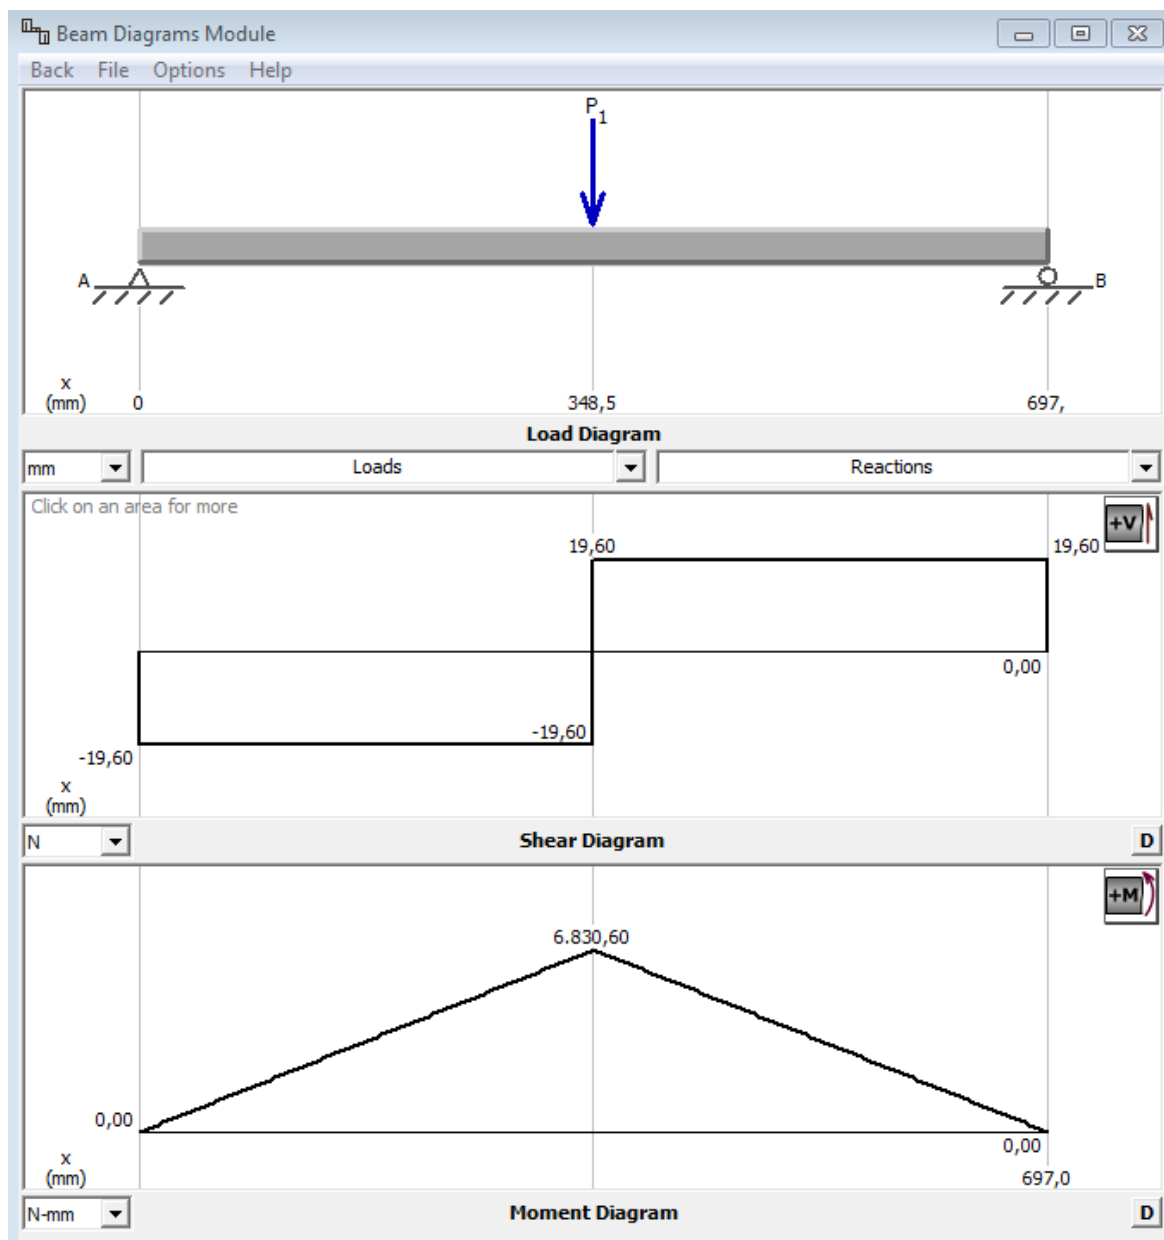 Beam Diagrams Module
Back File Options Help
P1
A
B
x
(mm) 0 348,5 697,
Load Diagram
mm Loads Reactions
Click on an area for more
+V
19,60 19,60
0,00
-19,60
-19,60
x
(mm)
N Shear Diagram D
+M
6.830,60
0,00
0,00
x
(mm) 697,0
N-mm Moment Diagram D